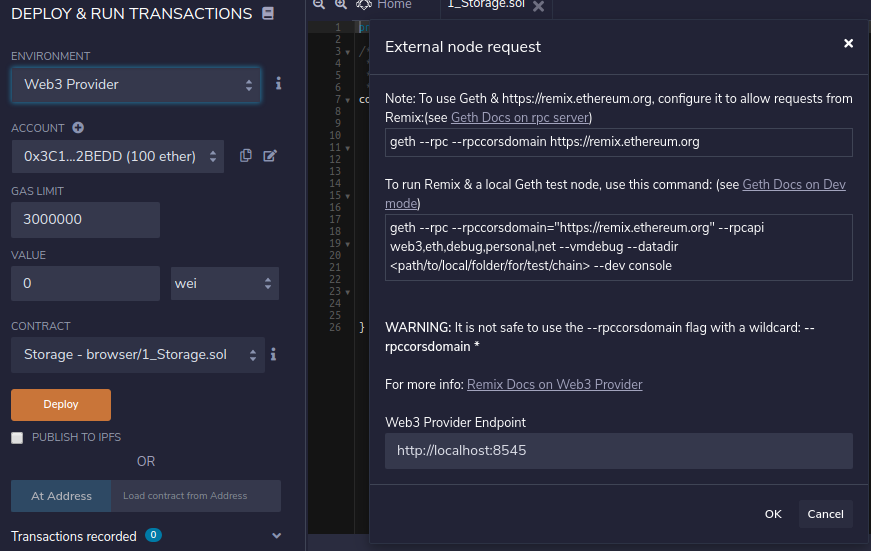 DEPLOY & RUN TRANSACTIONS
ENVIRONMENT
Web3 Provider
ACCOUNT
0x3C1...2BEDD (100 ether)
GAS LIMIT
3000000
VALUE
0
wei
CONTRACT
Storage - browser/1_Storage.sol
Deploy
PUBLISH TO IPFS
OR
At Address
Load contract from Address
Transactions recorded 0
Home
1_Storage.sol
1
2
3 /*
4
5
6
7 co
8
9
10
11
12
13
14
15
16
17
18
19
20
21
22
23
24
25
26 }
External node request
Note: To use Geth & https://remix.ethereum.org, configure it to allow requests from
Remix:(see Geth Docs on rpc server)
geth --rpc --rpccorsdomain https://remix.ethereum.org
To run Remix & a local Geth test node, use this command: (see Geth Docs on Dev
mode)
geth --rpc --rpccorsdomain="https://remix.ethereum.org" --rpcapi
web3,eth,debug,personal,net --vmdebug --datadir
<path/to/local/folder/for/test/chain> --dev console
WARNING: It is not safe to use the --rpccorsdomain flag with a wildcard: --
rpccorsdomain *
For more info: Remix Docs on Web3 Provider
Web3 Provider Endpoint
http://localhost:8545
OK
Cancel